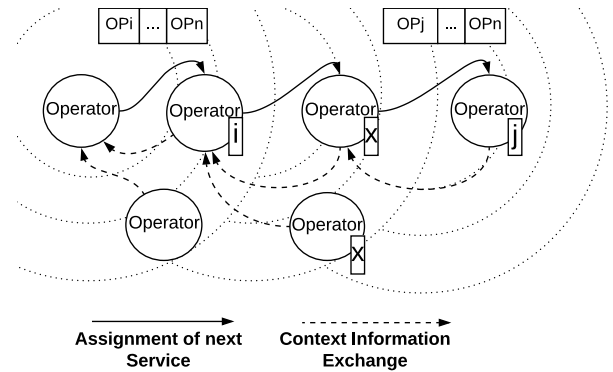 OPi ... OPn
OPj ... OPn
Operator
Operator
i
Operator
X
Operator
j
Operator
Operator
X
Assignment of next
Service
Context Information
Exchange